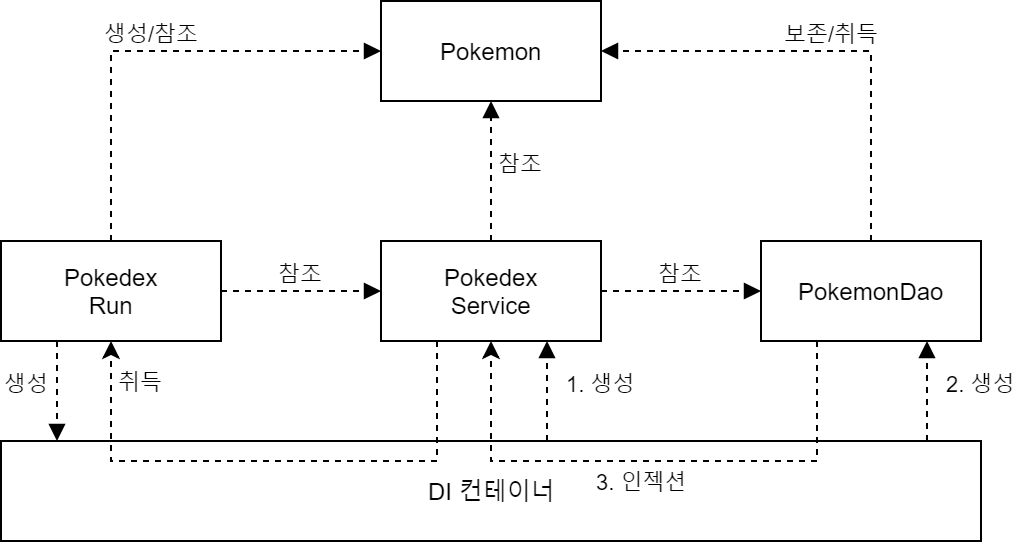 생성/참조
Pokemon
보존/취득
참조
Pokedex
Run
참조
Pokedex
Service
참조
PokemonDao
생성
취득
1. 생성
2. 생성
DI 컨테이너
3. 인젝션